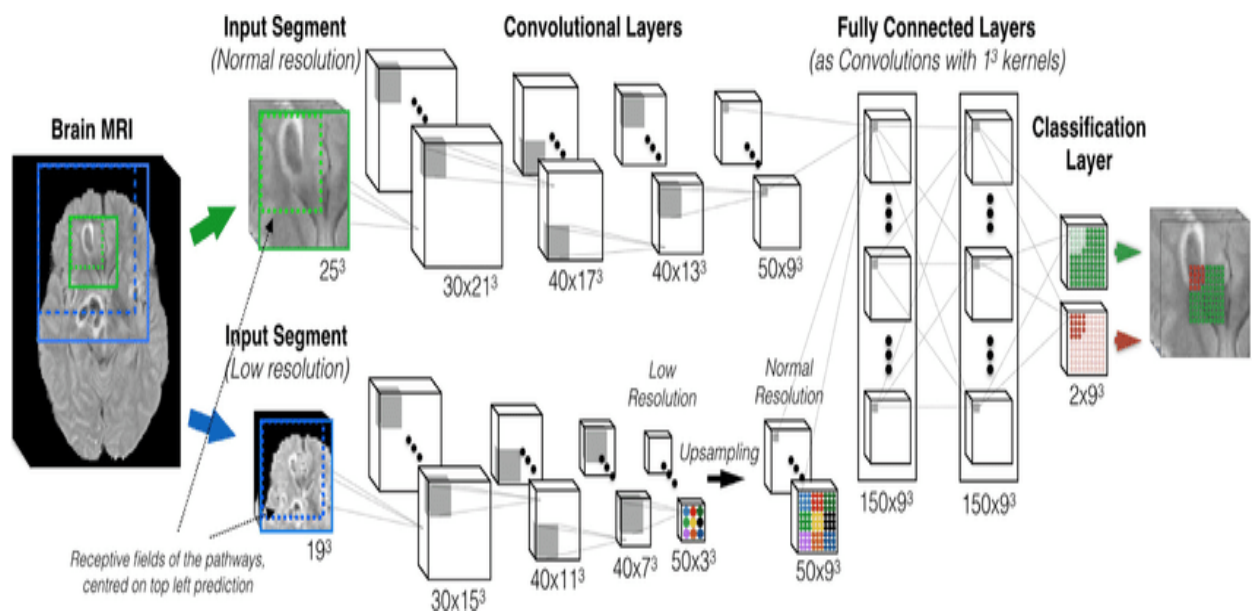 Brain MRI
Input Segment
(Normal resolution)
25³
Convolutional Layers
30x21³
40x17³
40x13³
50x9³
Fully Connected Layers
(as Convolutions with 1³ kernels)
150x9³
150x9³
Classification
Layer
2x9³
Input Segment
(Low resolution)
19³
30x15³
40x11³
40x7³
Low
Resolution
50x3³
Upsampling
Normal
Resolution
50x9³
Receptive fields of the pathways,
centred on top left prediction